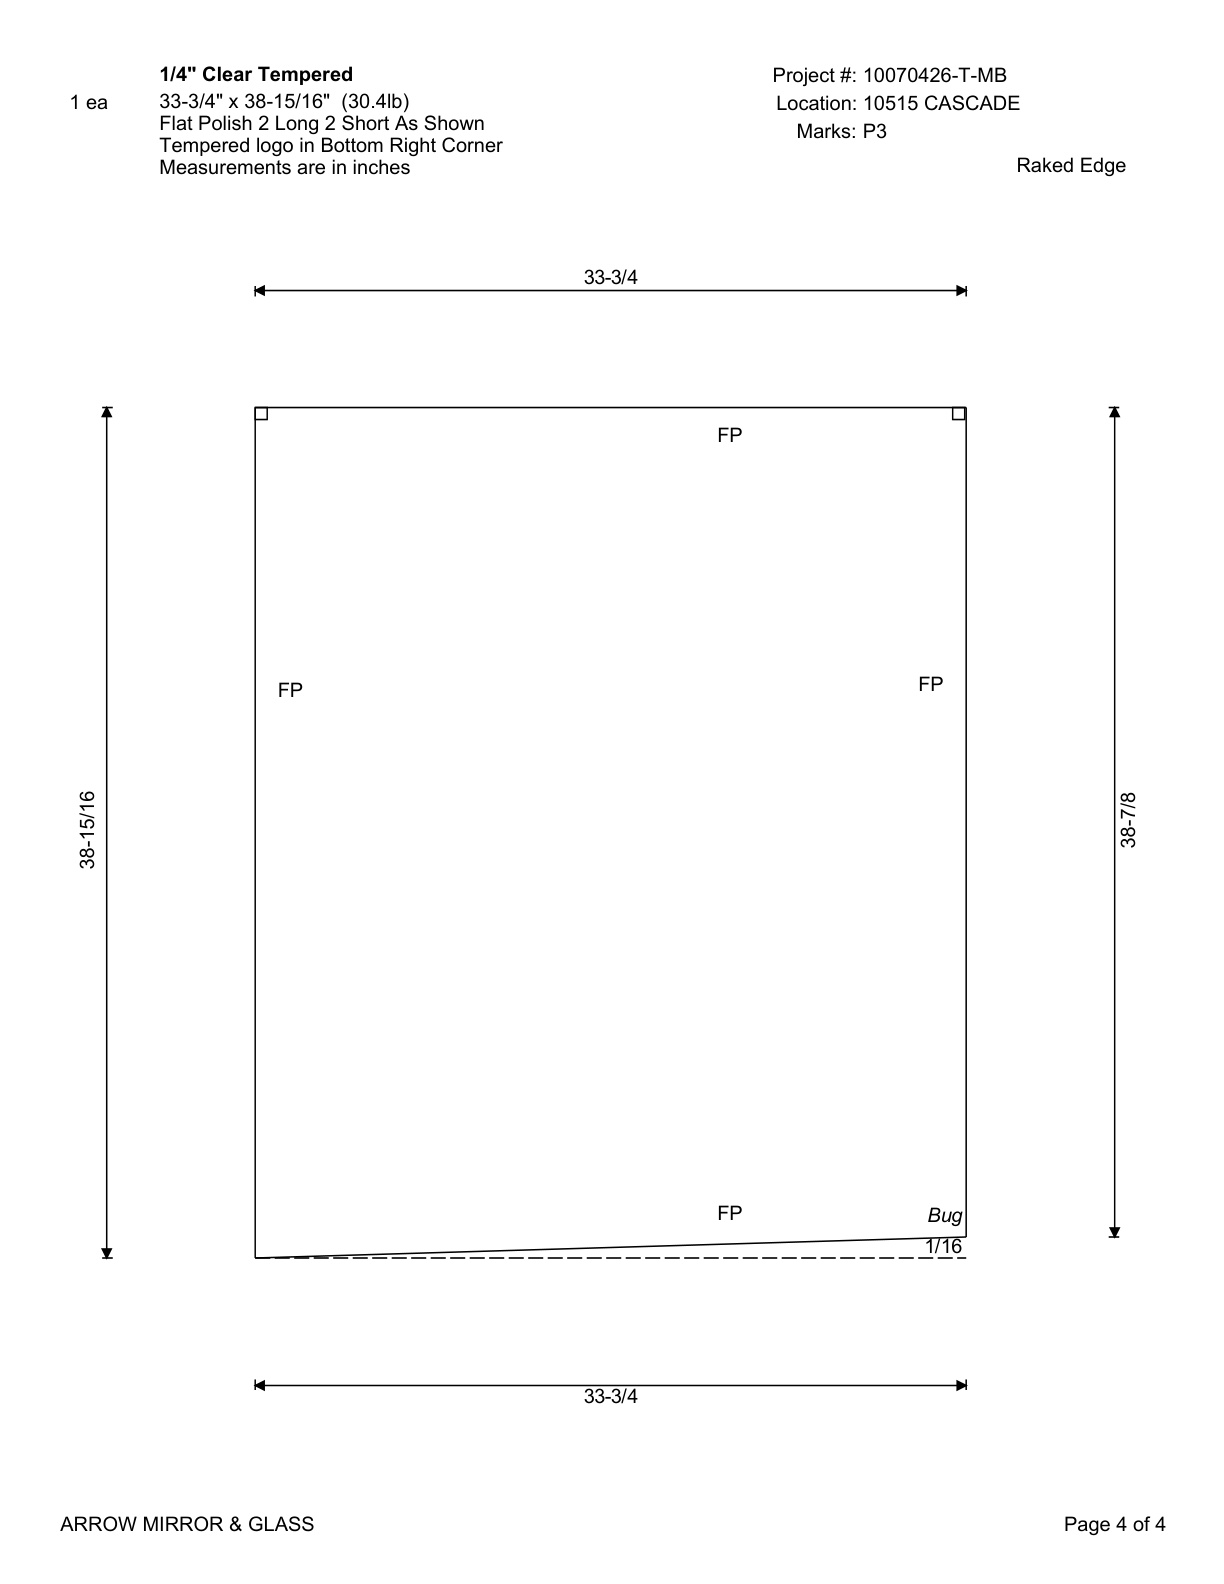 1/4" Clear Tempered
1 ea
33-3/4" x 38-15/16" (30.4lb)
Flat Polish 2 Long 2 Short As Shown
Tempered logo in Bottom Right Corner
Measurements are in inches
Project #: 10070426-T-MB
Location: 10515 CASCADE
Marks: P3
Raked Edge
33-3/4
FP
FP
FP
38-15/16
38-7/8
FP
Bug
1/16
33-3/4
ARROW MIRROR & GLASS
Page 4 of 4